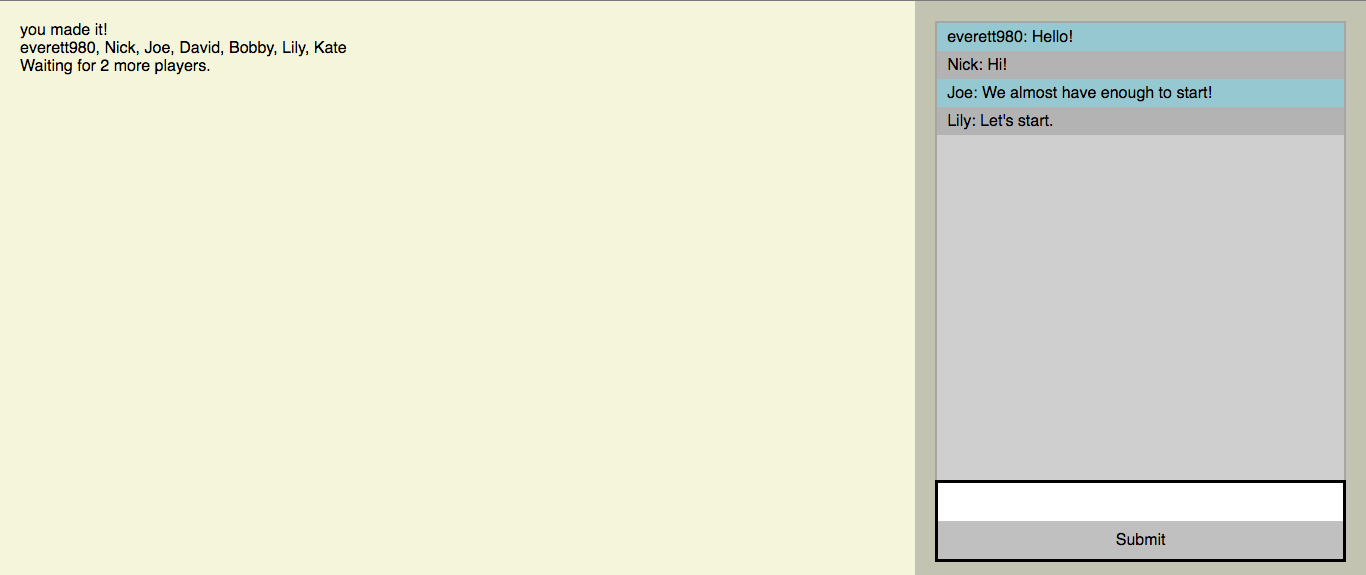 you made it!
everett980, Nick, Joe, David, Bobby, Lily, Kate
Waiting for 2 more players.
everett980: Hello!
Nick: Hi!
Joe: We almost have enough to start!
Lily: Let's start.
Submit